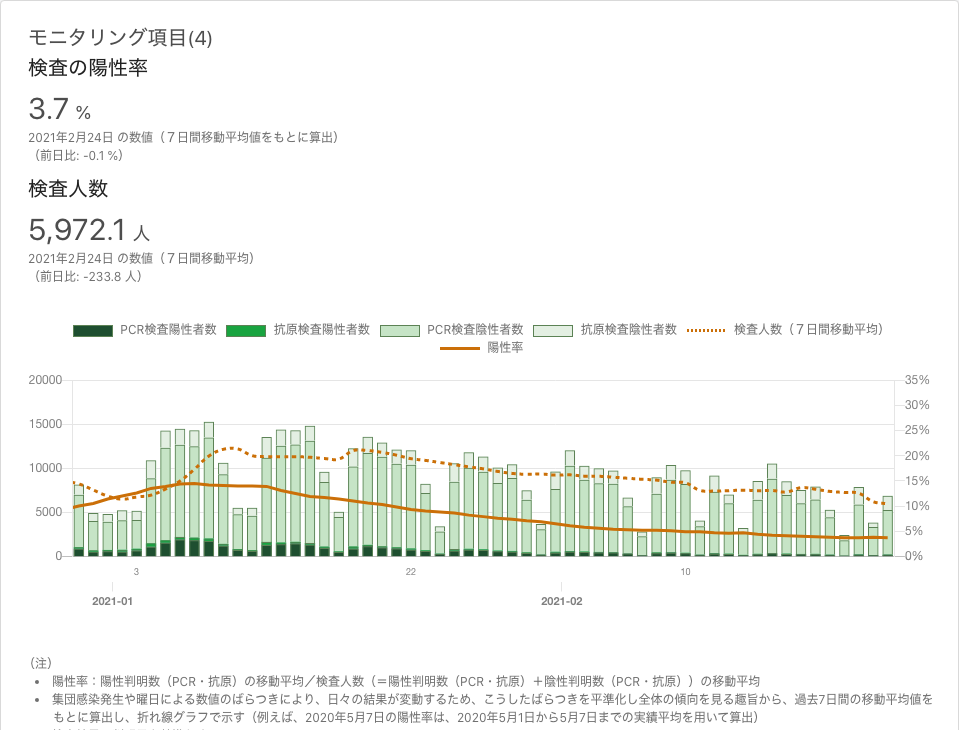 モニタリング項目(4)
検査の陽性率
3.7 %
2021年2月24日 の数値（７日間移動平均値をもとに算出）
（前日比: -0.1 %）
検査人数
5,972.1 人
2021年2月24日 の数値（７日間移動平均）
（前日比: -233.8 人）
PCR検査陽性者数 抗原検査陽性者数 PCR検査陰性者数 抗原検査陰性者数 検査人数（７日間移動平均）
陽性率
20000 35%
30%
15000 25%
20%
10000
15%
5000 10%
5%
0 0%
3 22 10
2021-01 2021-02
（注）
• 陽性率：陽性判明数（PCR・抗原）の移動平均／検査人数（＝陽性判明数（PCR・抗原）＋陰性判明数（PCR・抗原））の移動平均
• 集団感染発生や曜日による数値のばらつきにより、日々の結果が変動するため、こうしたばらつきを平準化し全体の傾向を見る趣旨から、過去7日間の移動平均値を
もとに算出し、折れ線グラフで示す（例えば、2020年5月7日の陽性率は、2020年5月1日から5月7日までの実績平均を用いて算出）